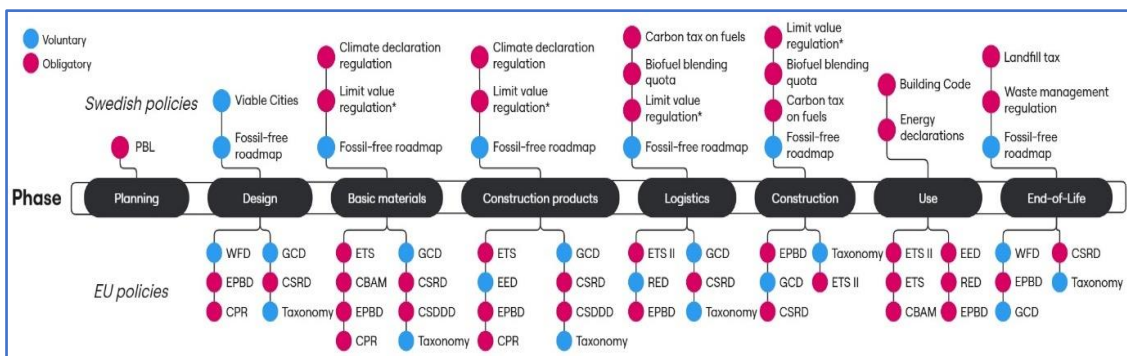 Voluntary
Obligatory
Swedish policies
PBL
Viable Cities
Fossil-free
roadmap
Climate declaration
regulation
Limit value
regulation*
Fossil-free roadmap
Climate declaration
regulation
Limit value
regulation*
Fossil-free roadmap
Carbon tax on fuels
Biofuel blending
quota
Limit value
regulation*
Fossil-free roadmap
Limit value
regulation*
Biofuel blending
quota
Carbon tax
on fuels
Fossil-free
roadmap
Building Code
Energy
declarations
Landfill tax
Waste management
regulation
Fossil-free
roadmap
Phase
Planning
Design
Basic materials
Construction products
Logistics
Construction
Use
End-of-Life
EU policies
WFD
EPBD
CPR
GCD
CSRD
Taxonomy
ETS
CBAM
EPBD
CPR
GCD
CSRD
CSDDD
Taxonomy
ETS
EED
EPBD
CPR
GCD
CSRD
CSDDD
Taxonomy
ETS II
RED
EPBD
GCD
CSRD
Taxonomy
EPBD
GCD
CSRD
Taxonomy
ETS II
ETS II
ETS
CBAM
EED
RED
EPBD
WFD
EPBD
GCD
CSRD
Taxonomy